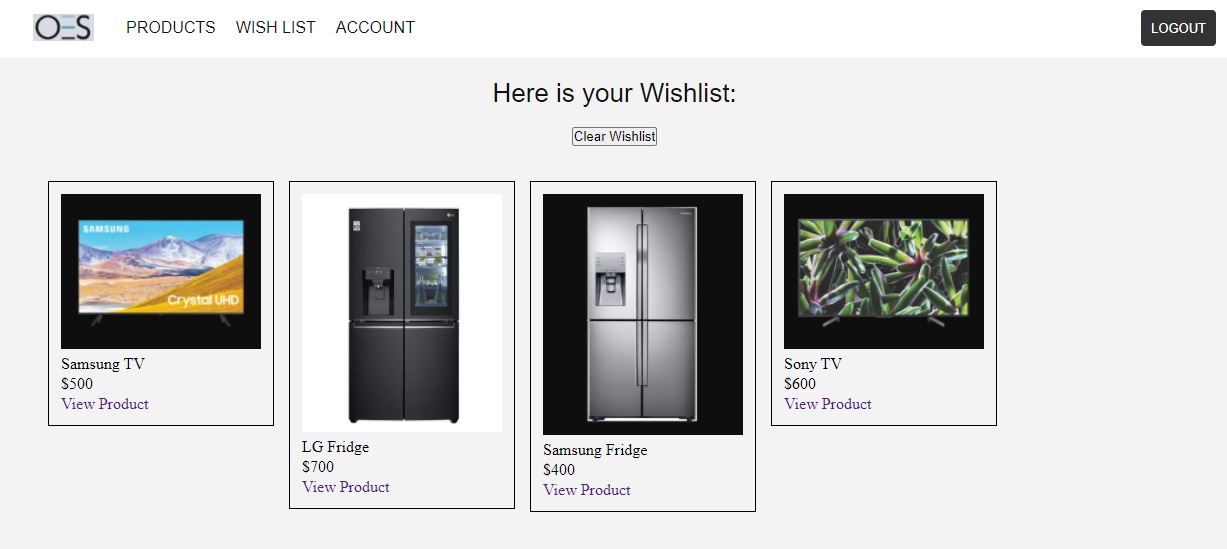 OES
PRODUCTS WISH LIST ACCOUNT
LOGOUT
Here is your Wishlist:
Clear Wishlist
SAMSUNG
Crystal UHD
Samsung TV
$500
View Product
LG Fridge
$700
View Product
Samsung Fridge
$400
View Product
Sony TV
$600
View Product